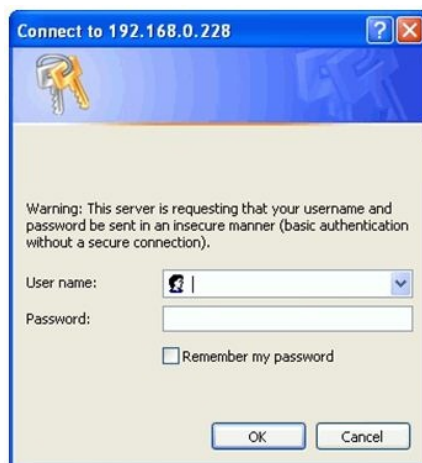 Connect to 192.168.0.228
Warning: This server is requesting that your username and
password be sent in an insecure manner (basic authentication
without a secure connection).
User name:
Password:
Remember my password
OK
Cancel